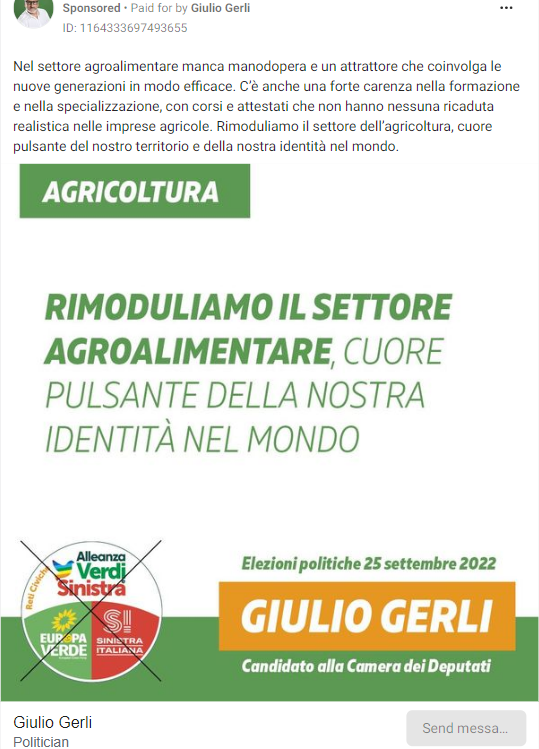 Sponsored • Paid for by Giulio Gerli
ID: 1164333697493655
Nel settore agroalimentare manca manodopera e un attrattore che coinvolga le
nuove generazioni in modo efficace. C’è anche una forte carenza nella formazione
e nella specializzazione, con corsi e attestati che non hanno nessuna ricaduta
realistica nelle imprese agricole. Rimoduliamo il settore dell’agricoltura, cuore
pulsante del nostro territorio e della nostra identità nel mondo.
AGRICOLTURA
RIMODULIAMO IL SETTORE
AGROALIMENTARE, CUORE
PULSANTE DELLA NOSTRA
IDENTITÀ NEL MONDO
Reti Civiche
Alleanza
Verdi
Sinistra
EUROPA
VERDE
SI
SINISTRA
ITALIANA
Elezioni politiche 25 settembre 2022
GIULIO GERLI
Candidato alla Camera dei Deputati
Giulio Gerli
Politician
Send messa...